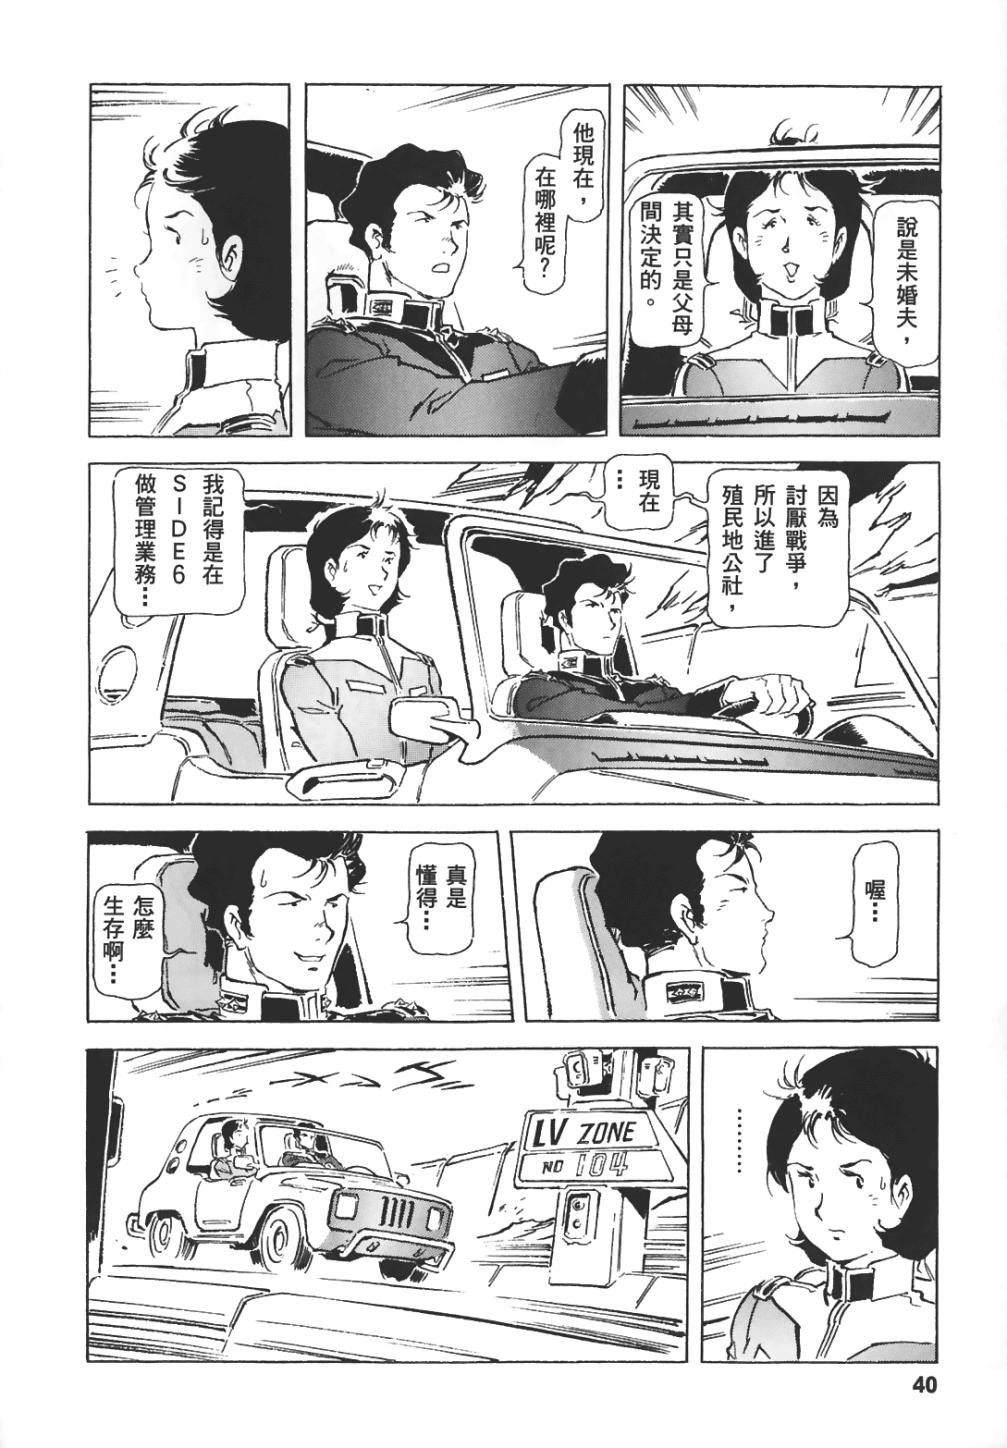 說是未婚夫，
其實只是父母
間決定的。
他現在，
在哪裡呢？
因為
討厭戰爭，
所以進了
殖民地公社，
現在
…
我記得是在
SIDE6
做管理業務…
喔…
真是
懂得…
怎麼
生存啊…
………
LV ZONE
NO 104
40